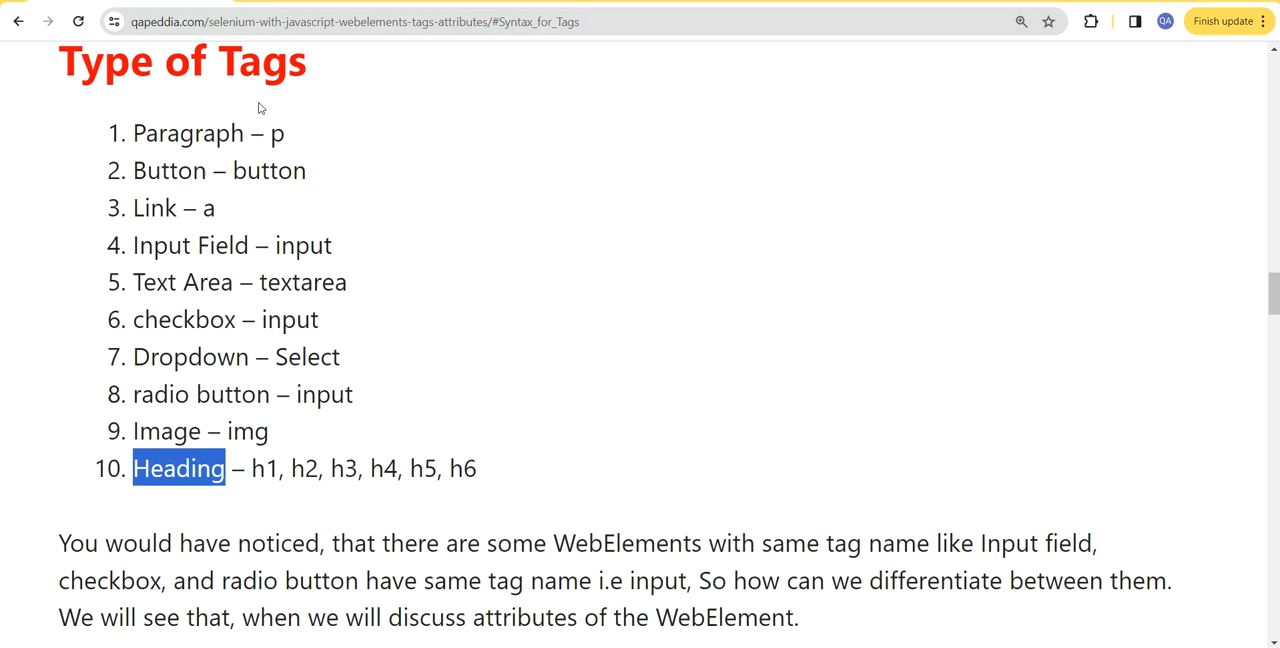 qapeddia.com/selenium-with-javascript-webelements-tags-attributes/#Syntax_for_Tags
QA
Finish update
Type of Tags
1. Paragraph – p
2. Button – button
3. Link – a
4. Input Field – input
5. Text Area – textarea
6. checkbox – input
7. Dropdown – Select
8. radio button – input
9. Image – img
10. Heading – h1, h2, h3, h4, h5, h6
You would have noticed, that there are some WebElements with same tag name like Input field,
checkbox, and radio button have same tag name i.e input, So how can we differentiate between them.
We will see that, when we will discuss attributes of the WebElement.